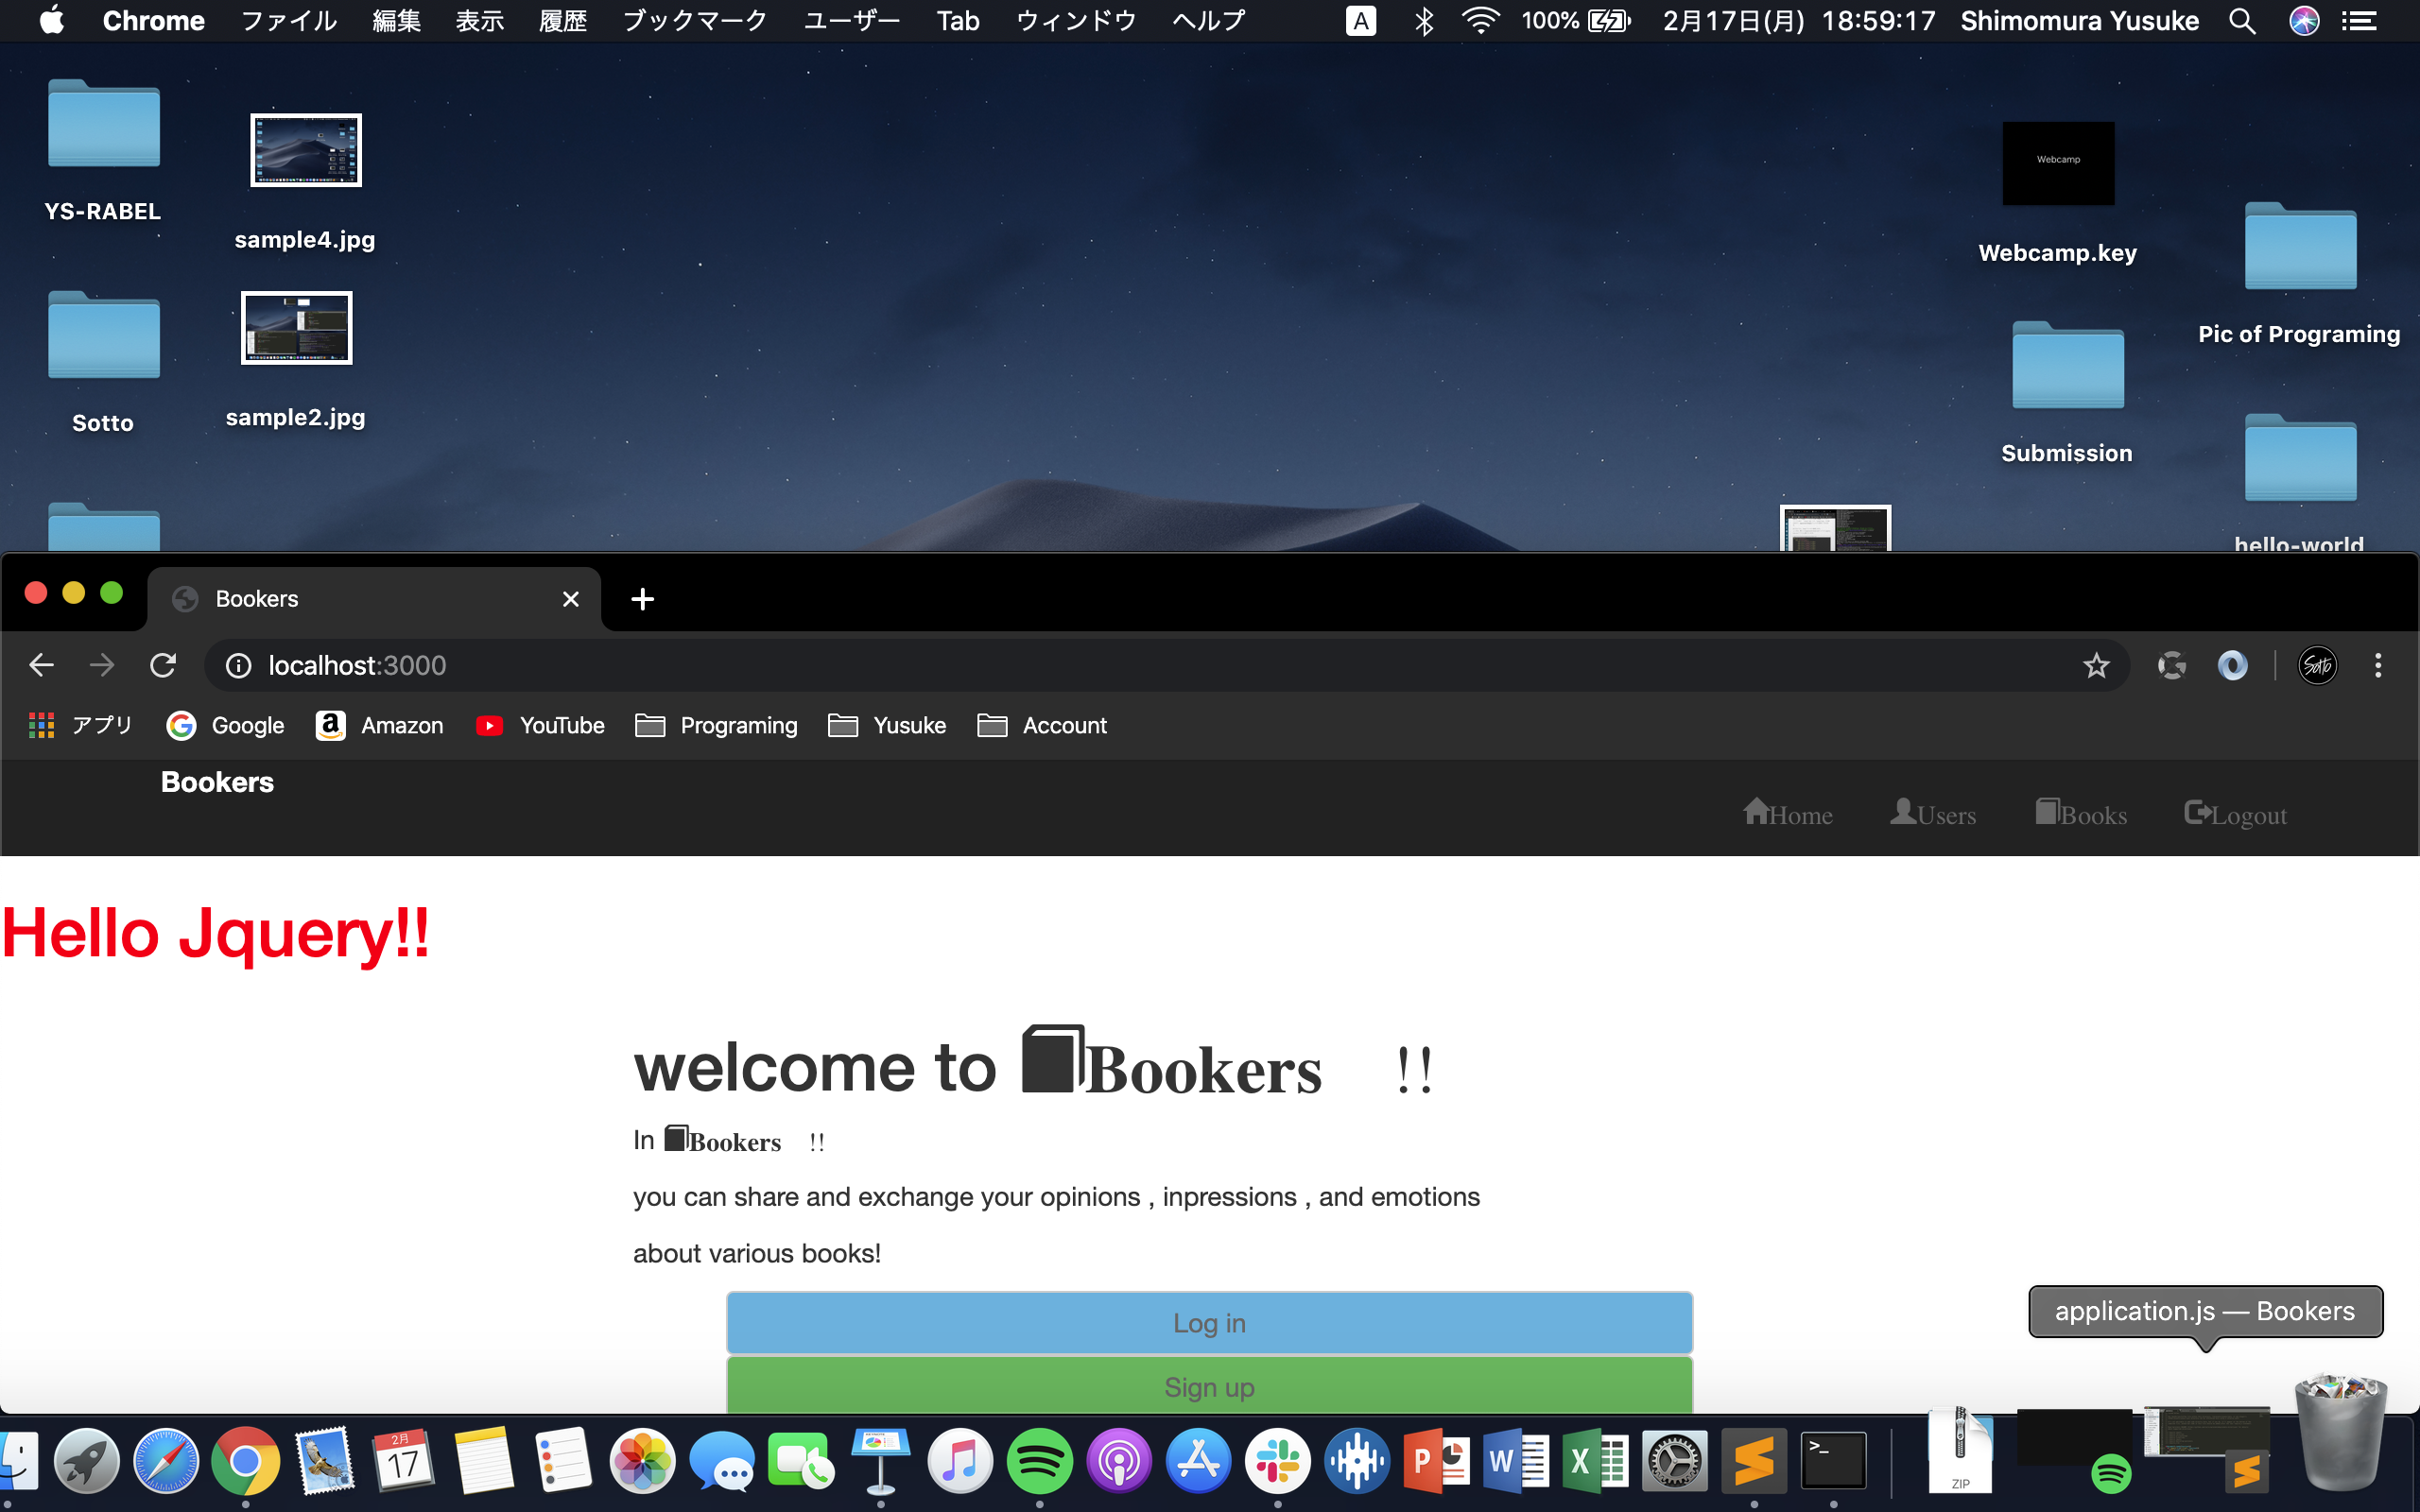 Chrome ファイル 編集 表示 履歴 ブックマーク ユーザー Tab ウィンドウ ヘルプ A 100% 2月17日(月) 18:59:17 Shimomura Yusuke
YS-RABEL
sample4.jpg
Webcamp
Webcamp.key
Pic of Programing
Sotto
sample2.jpg
Submission
hello-world
Bookers
localhost:3000
Sotto
アプリ Google Amazon YouTube Programing Yusuke Account
Bookers
Home Users Books Logout
Hello Jquery!!
welcome to Bookers !!
In Bookers !!
you can share and exchange your opinions , inpressions , and emotions
about various books!
Log in
application.js — Bookers
Sign up
2月
17
P
W
X
>_
ZIP